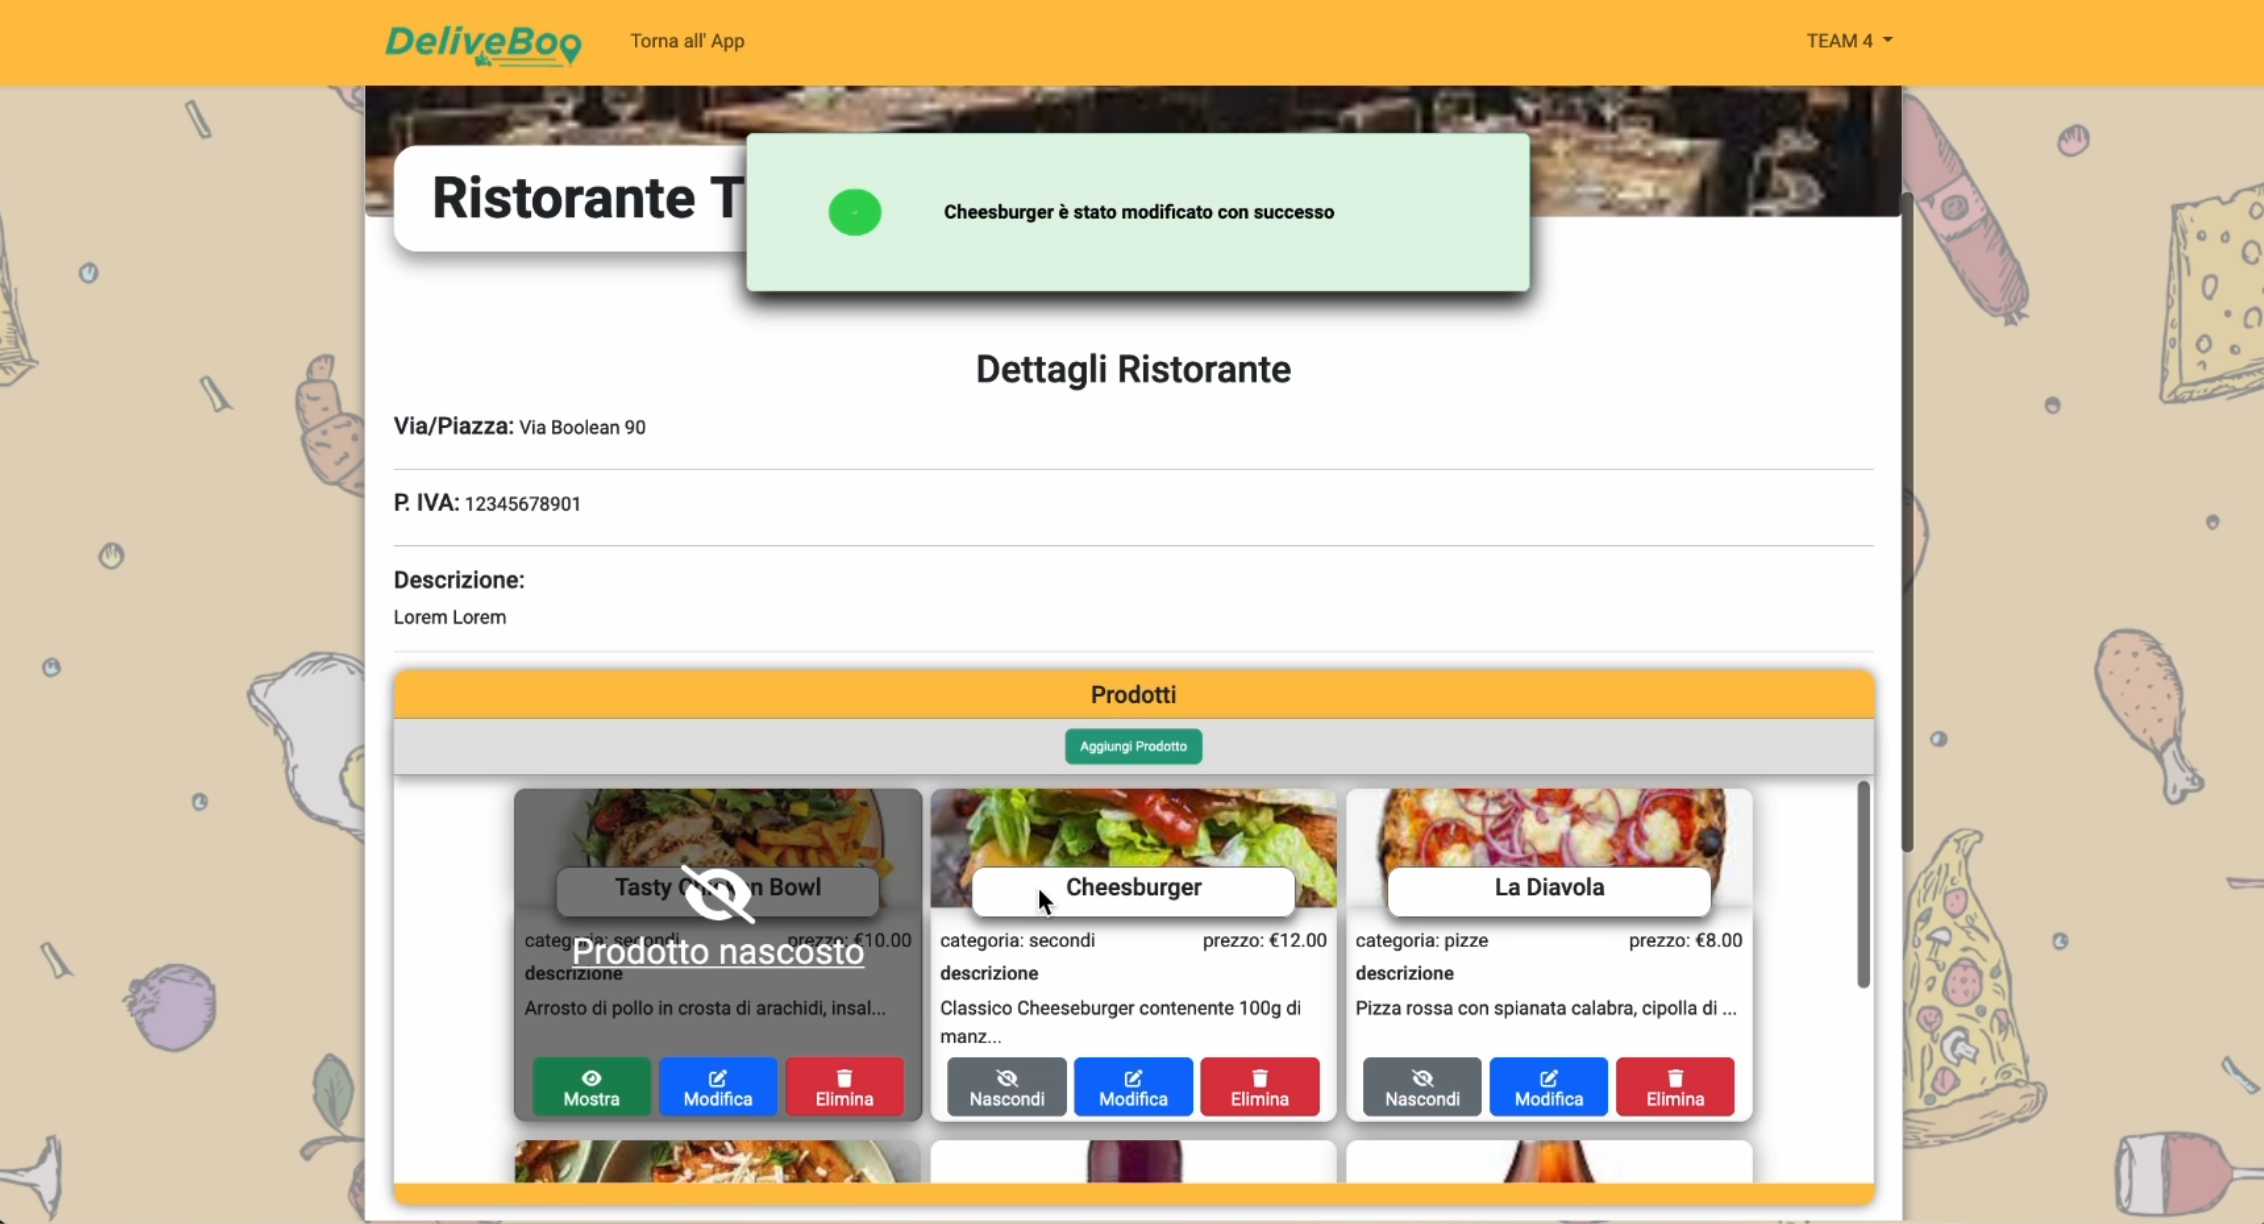 DeliveBoo
Torna all' App
TEAM 4
Ristorante T
Cheesburger è stato modificato con successo
Dettagli Ristorante
Via/Piazza: Via Boolean 90
P. IVA: 12345678901
Descrizione:
Lorem Lorem
Prodotti
Aggiungi Prodotto
Tasty Chicken Bowl
Prodotto nascosto
categoria: secondi
prezzo: €10.00
descrizione
Arrosto di pollo in crosta di arachidi, insal...
Mostra
Modifica
Elimina
Cheesburger
categoria: secondi
prezzo: €12.00
descrizione
Classico Cheeseburger contenente 100g di
manz...
Nascondi
Modifica
Elimina
La Diavola
categoria: pizze
prezzo: €8.00
descrizione
Pizza rossa con spianata calabra, cipolla di ...
Nascondi
Modifica
Elimina